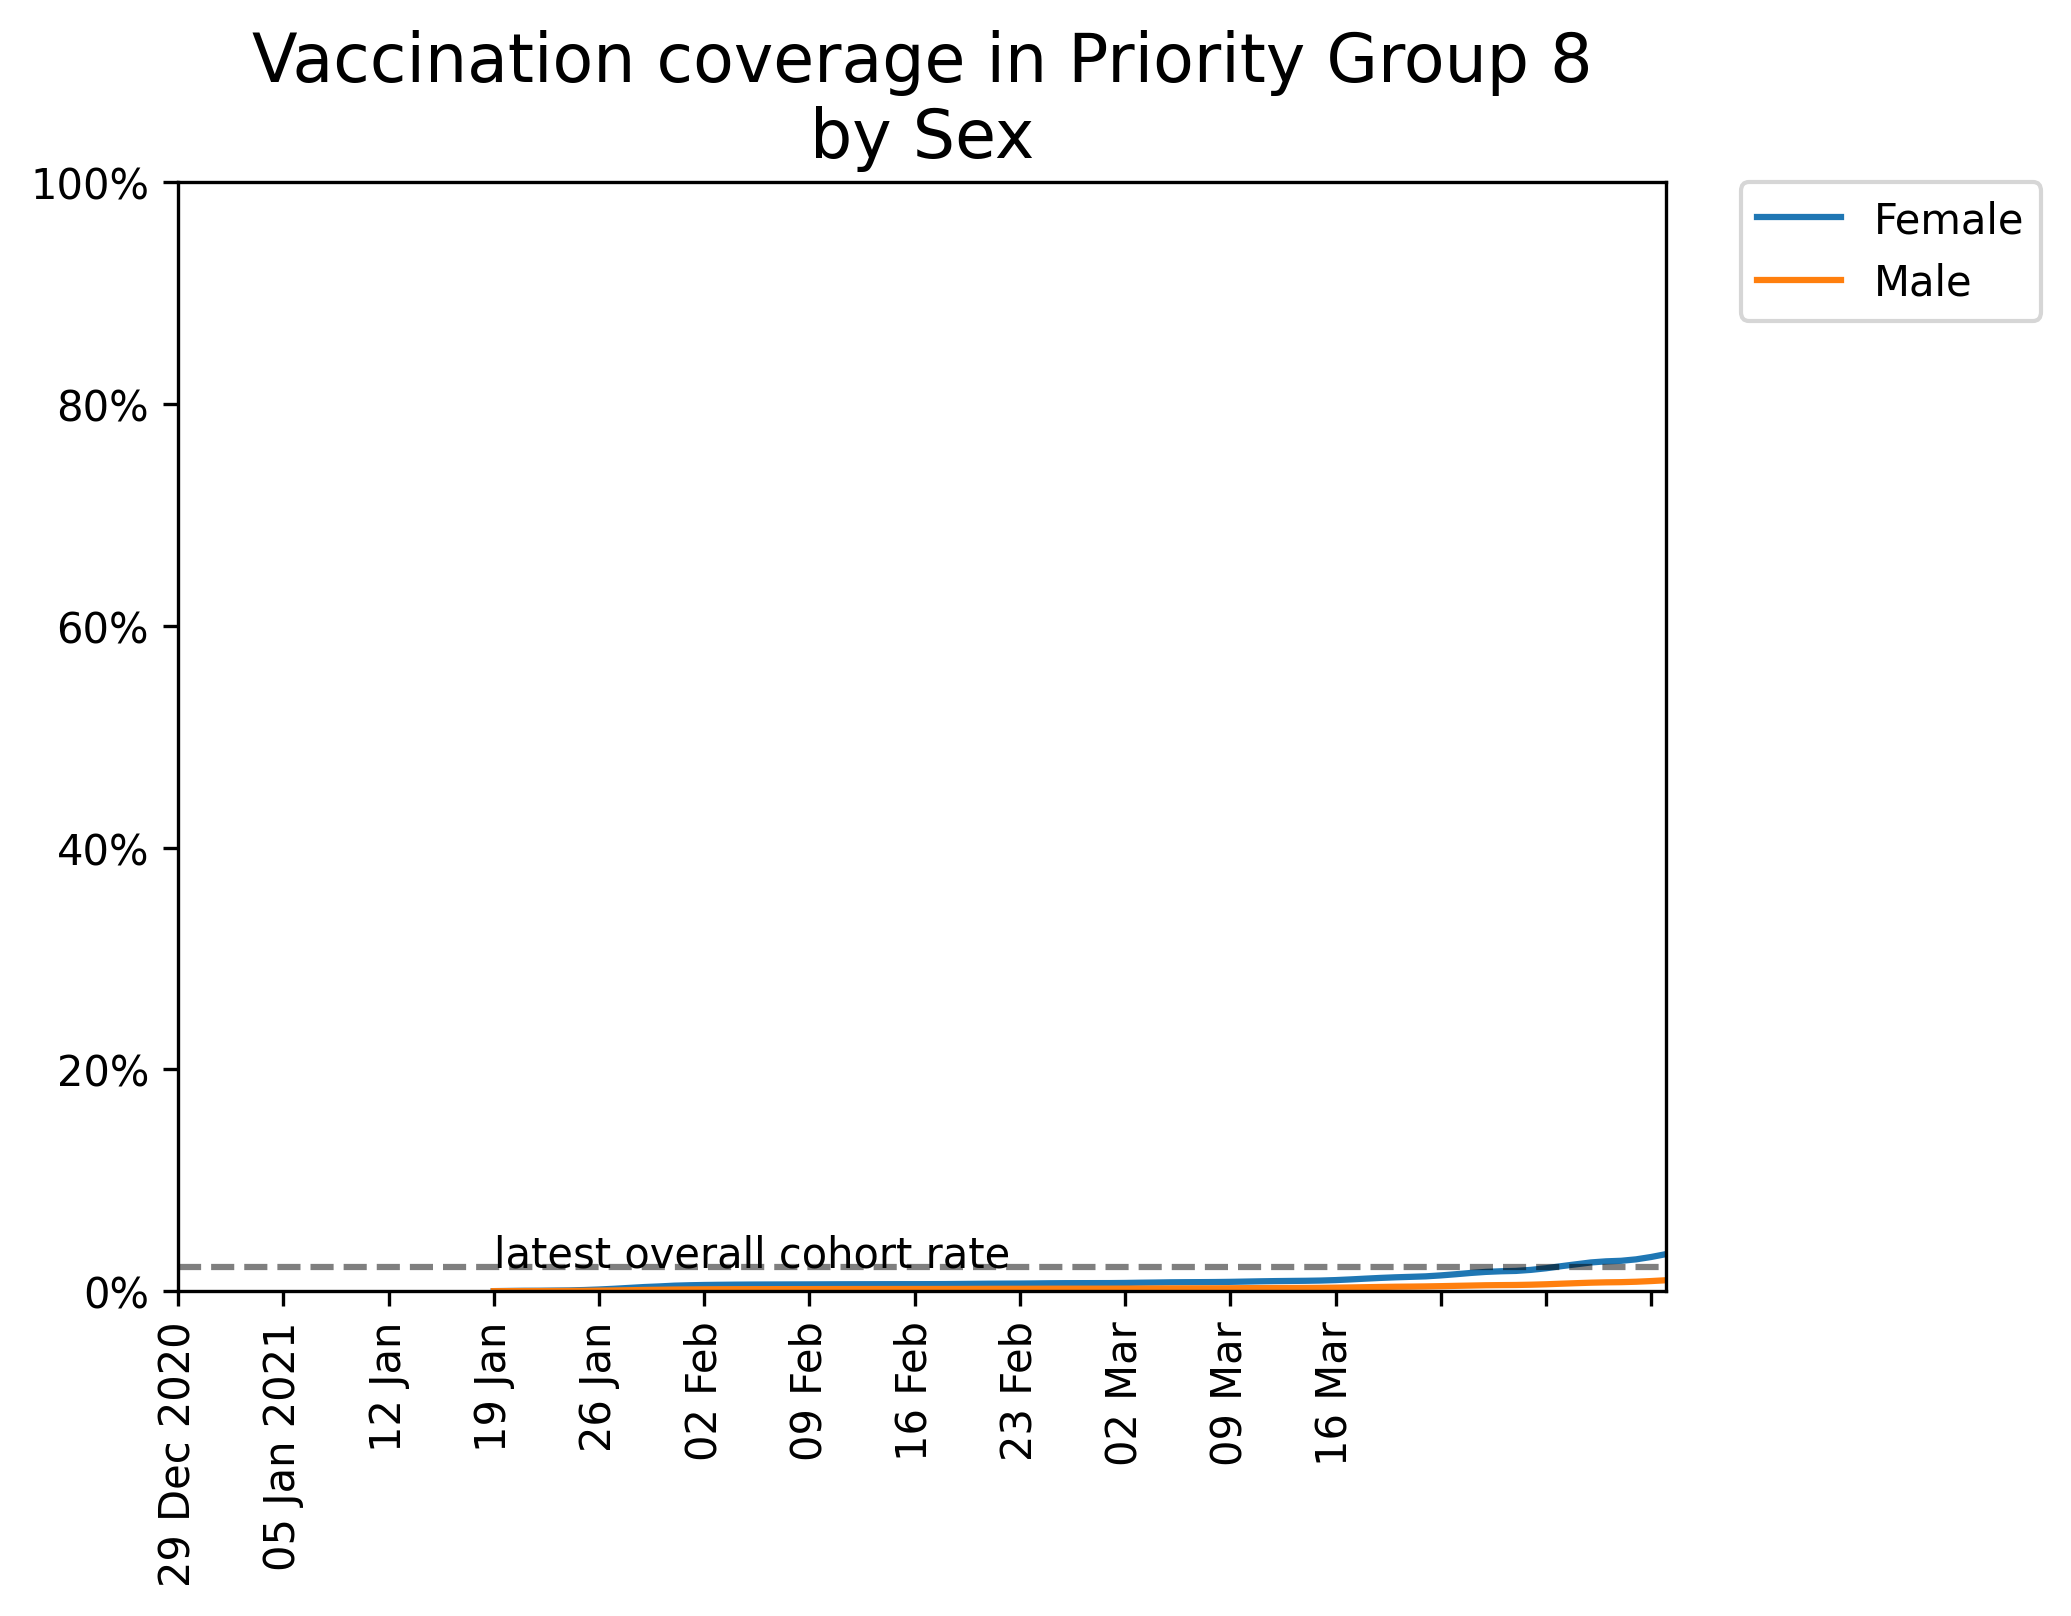 Vaccination coverage in Priority Group 8
by Sex
100%
80%
60%
40%
20%
0%
Female
Male
latest overall cohort rate
29 Dec 2020
05 Jan 2021
12 Jan
19 Jan
26 Jan
02 Feb
09 Feb
16 Feb
23 Feb
02 Mar
09 Mar
16 Mar